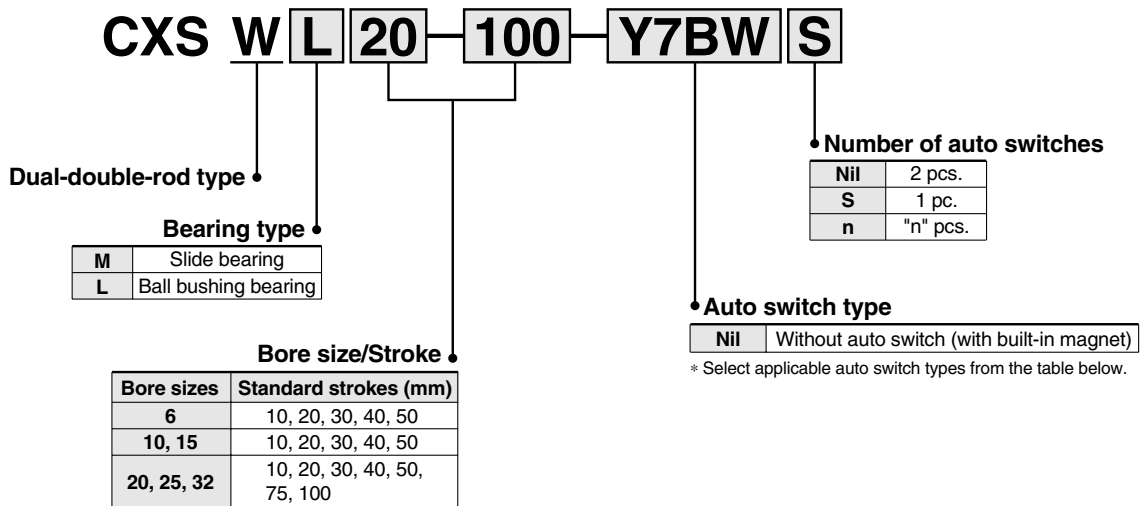 CXS W L 20 — 100 — Y7BW S
Number of auto switches
Nil 2 pcs.
S 1 pc.
n "n" pcs.
Dual-double-rod type
Bearing type
M Slide bearing
L Ball bushing bearing
Auto switch type
Nil Without auto switch (with built-in magnet)
∗ Select applicable auto switch types from the table below.
Bore size/Stroke
Bore sizes Standard strokes (mm)
6 10, 20, 30, 40, 50
10, 15 10, 20, 30, 40, 50
20, 25, 32 10, 20, 30, 40, 50,
75, 100